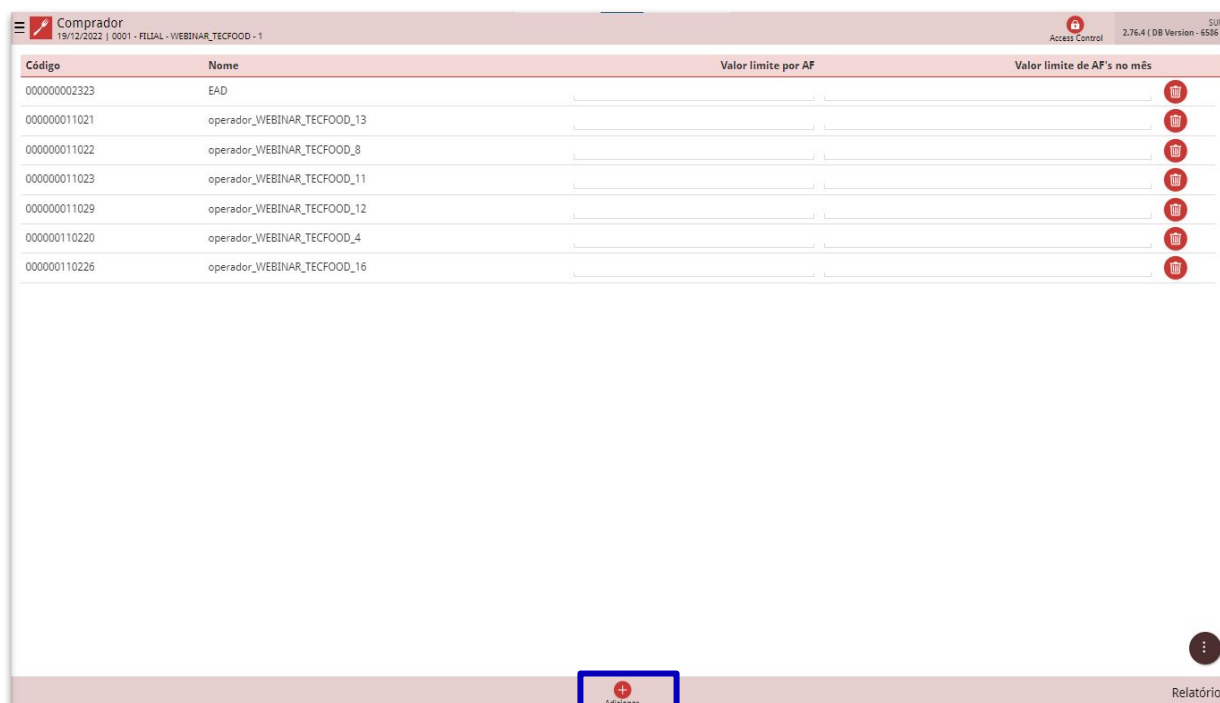 Comprador
19/12/2022 | 0001 - FILIAL - WEBINAR_TECFOOD - 1
Access Control
2.76.4 ( DB Version - 6586
Código Nome Valor limite por AF Valor limite de AF's no mês
000000002323 EAD
000000011021 operador_WEBINAR_TECFOOD_13
000000011022 operador_WEBINAR_TECFOOD_8
000000011023 operador_WEBINAR_TECFOOD_11
000000011029 operador_WEBINAR_TECFOOD_12
000000110220 operador_WEBINAR_TECFOOD_4
000000110226 operador_WEBINAR_TECFOOD_16
Adicionar
Relatório